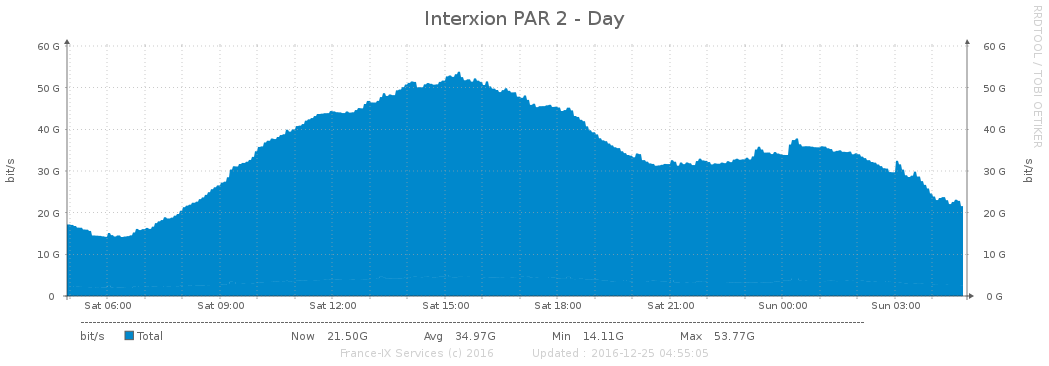 Interxion PAR 2 - Day
RRDTOOL / TOBI OETIKER
60 G 60 G
50 G 50 G
40 G 40 G
30 G 30 G
20 G 20 G
10 G 10 G
0 0 G
bit/s bit/s
Sat 06:00 Sat 09:00 Sat 12:00 Sat 15:00 Sat 18:00 Sat 21:00 Sun 00:00 Sun 03:00
bit/s Total Now 21.50G Avg 34.97G Min 14.11G Max 53.77G
France-IX Services (c) 2016 Updated : 2016-12-25 04:55:05